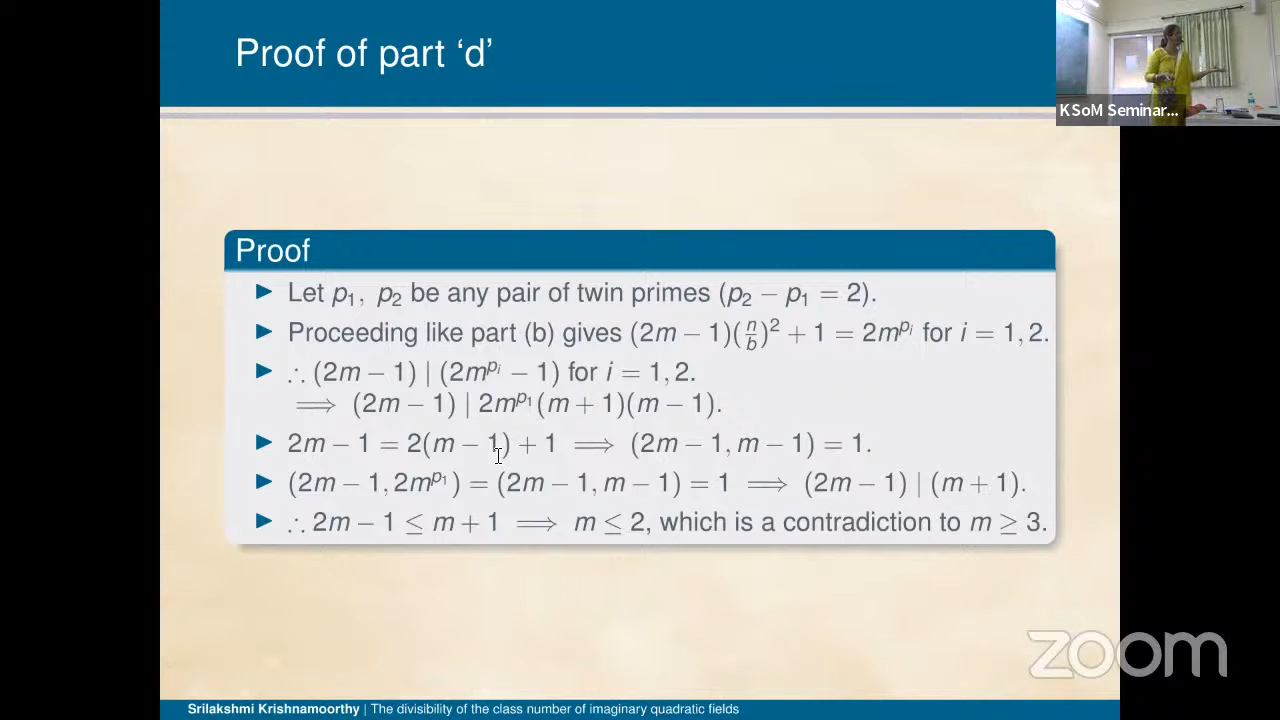 Proof of part ‘d’
KSoM Seminar...
Proof
► Let p₁, p₂ be any pair of twin primes (p₂ − p₁ = 2).
► Proceeding like part (b) gives (2m − 1)(n/b)² + 1 = 2m^{p_i} for i = 1, 2.
► ∴ (2m − 1) | (2m^{p_i} − 1) for i = 1, 2.
⟹ (2m − 1) | 2m^{p₁}(m + 1)(m − 1).
► 2m − 1 = 2(m − 1) + 1 ⟹ (2m − 1, m − 1) = 1.
► (2m − 1, 2m^{p₁}) = (2m − 1, m − 1) = 1 ⟹ (2m − 1) | (m + 1).
► ∴ 2m − 1 ≤ m + 1 ⟹ m ≤ 2, which is a contradiction to m ≥ 3.
zoom
Srilakshmi Krishnamoorthy | The divisibility of the class number of imaginary quadratic fields